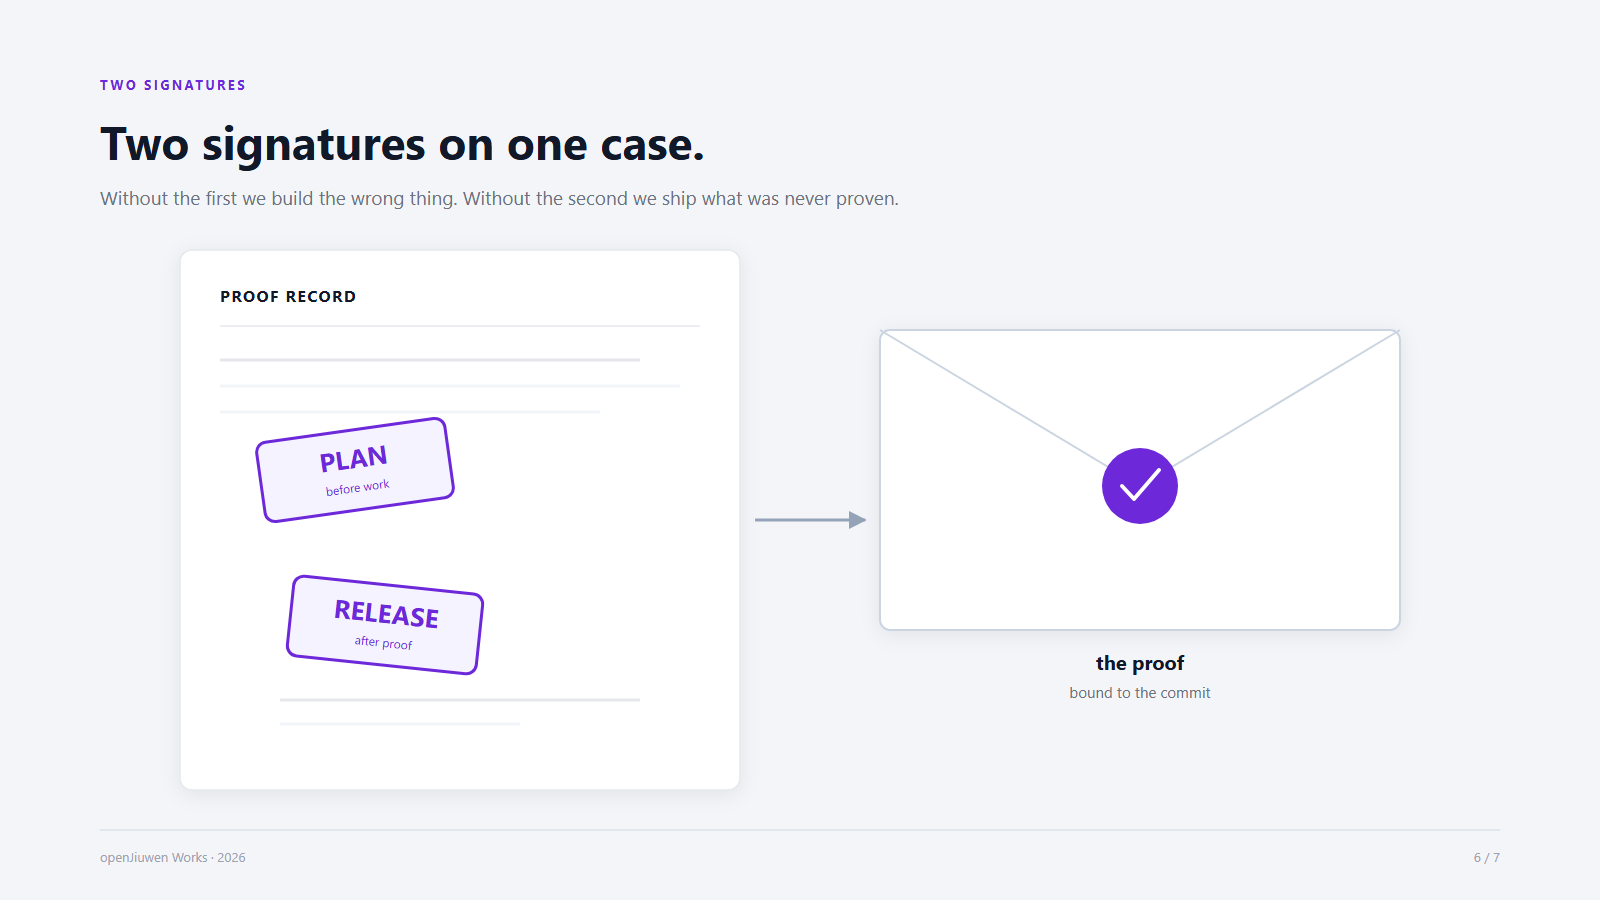 TWO SIGNATURES
Two signatures on one case.
Without the first we build the wrong thing. Without the second we ship what was never proven.
PROOF RECORD
PLAN
before work
RELEASE
after proof
the proof
bound to the commit
openJiuwen Works · 2026
6 / 7